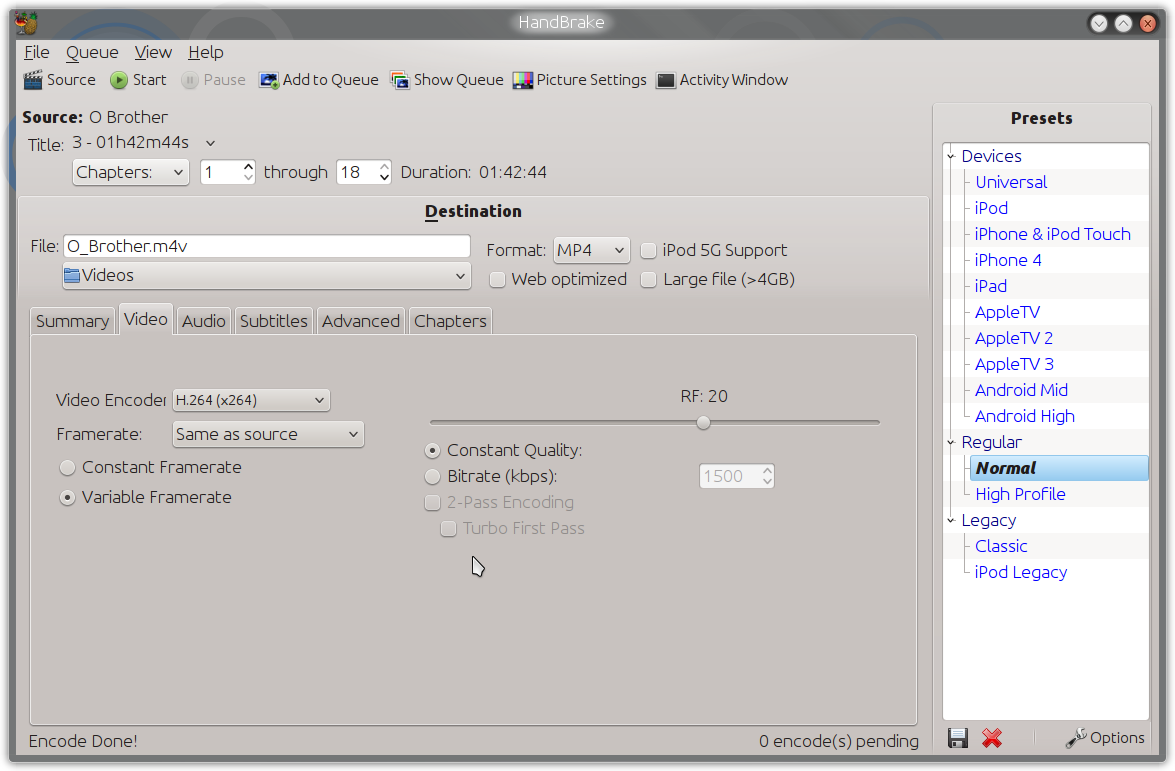 HandBrake
File Queue View Help
Source Start Pause Add to Queue Show Queue Picture Settings Activity Window
Source: O Brother
Title: 3 - 01h42m44s
Chapters: 1 through 18 Duration: 01:42:44
Destination
File: O_Brother.m4v
Format: MP4 iPod 5G Support
Videos
Web optimized Large file (>4GB)
Summary Video Audio Subtitles Advanced Chapters
Video Encoder H.264 (x264)
Framerate: Same as source
Constant Framerate
Variable Framerate
RF: 20
Constant Quality:
Bitrate (kbps): 1500
2-Pass Encoding
Turbo First Pass
Encode Done!
0 encode(s) pending
Presets
Devices
Universal
iPod
iPhone & iPod Touch
iPhone 4
iPad
AppleTV
AppleTV 2
AppleTV 3
Android Mid
Android High
Regular
Normal
High Profile
Legacy
Classic
iPod Legacy
Options